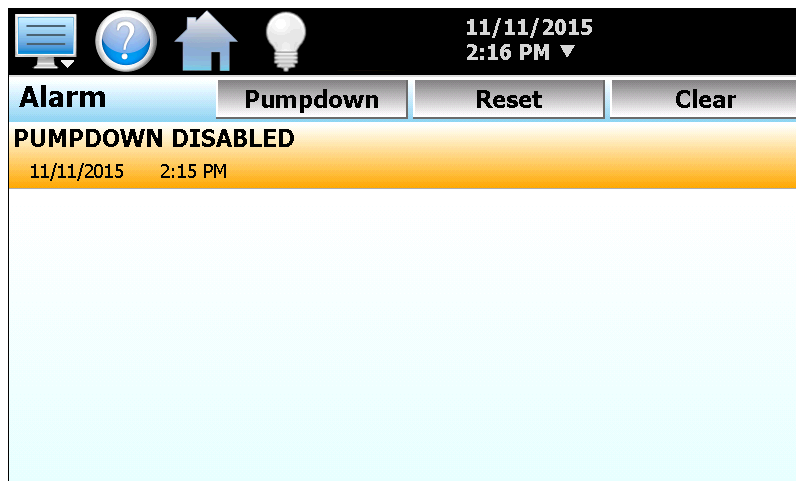 ?
11/11/2015
2:16 PM ▼
Alarm Pumpdown Reset Clear
PUMPDOWN DISABLED
11/11/2015 2:15 PM